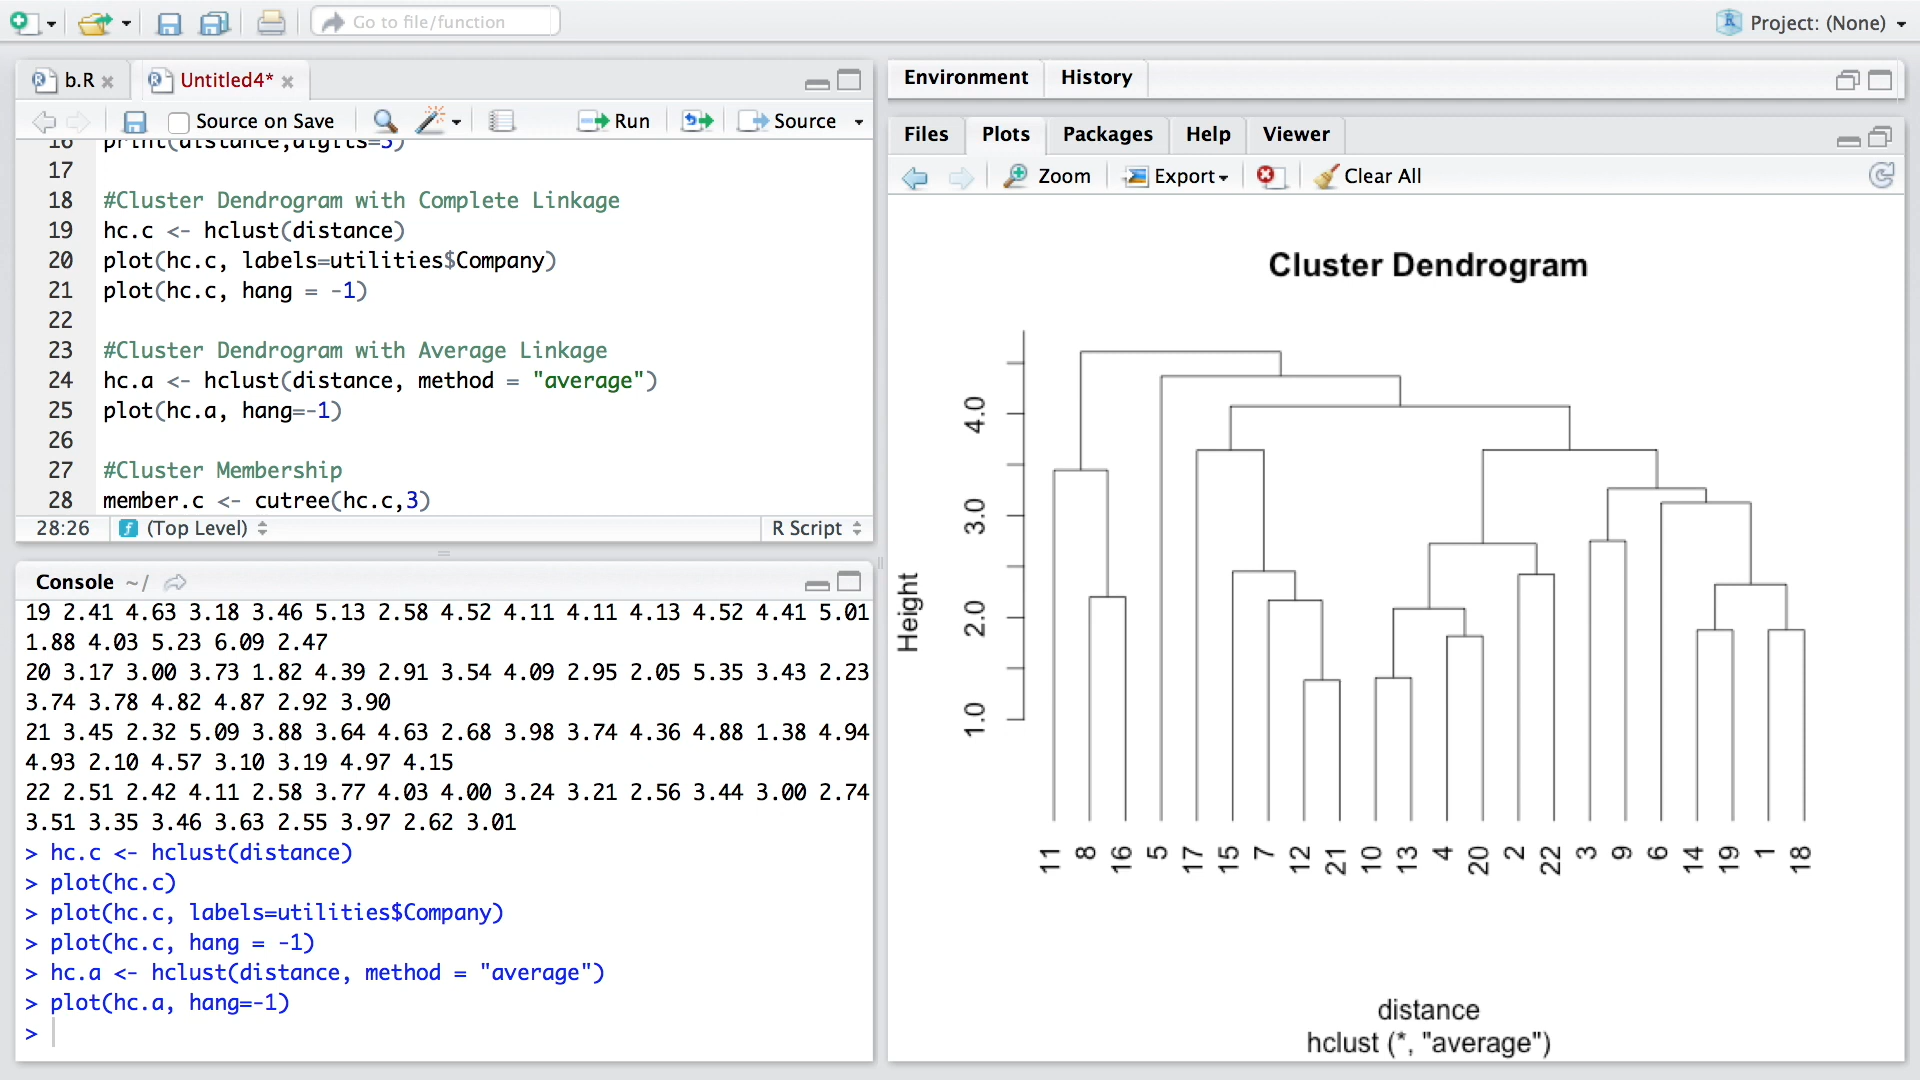 Go to file/function
Project: (None)
b.R
Untitled4*
Source on Save
Run
Source
16 print(distance,digits=3)
17
18 #Cluster Dendrogram with Complete Linkage
19 hc.c <- hclust(distance)
20 plot(hc.c, labels=utilities$Company)
21 plot(hc.c, hang = -1)
22
23 #Cluster Dendrogram with Average Linkage
24 hc.a <- hclust(distance, method = "average")
25 plot(hc.a, hang=-1)
26
27 #Cluster Membership
28 member.c <- cutree(hc.c,3)
28:26 (Top Level) R Script
Console ~/
19 2.41 4.63 3.18 3.46 5.13 2.58 4.52 4.11 4.11 4.13 4.52 4.41 5.01
1.88 4.03 5.23 6.09 2.47
20 3.17 3.00 3.73 1.82 4.39 2.91 3.54 4.09 2.95 2.05 5.35 3.43 2.23
3.74 3.78 4.82 4.87 2.92 3.90
21 3.45 2.32 5.09 3.88 3.64 4.63 2.68 3.98 3.74 4.36 4.88 1.38 4.94
4.93 2.10 4.57 3.10 3.19 4.97 4.15
22 2.51 2.42 4.11 2.58 3.77 4.03 4.00 3.24 3.21 2.56 3.44 3.00 2.74
3.51 3.35 3.46 3.63 2.55 3.97 2.62 3.01
> hc.c <- hclust(distance)
> plot(hc.c)
> plot(hc.c, labels=utilities$Company)
> plot(hc.c, hang = -1)
> hc.a <- hclust(distance, method = "average")
> plot(hc.a, hang=-1)
>
Environment History
Files Plots Packages Help Viewer
Zoom Export Clear All
Cluster Dendrogram
Height
4.0
3.0
2.0
1.0
11 8 16 5 17 15 7 12 21 10 13 4 20 2 22 3 9 6 14 19 1 18
distance
hclust (*, "average")